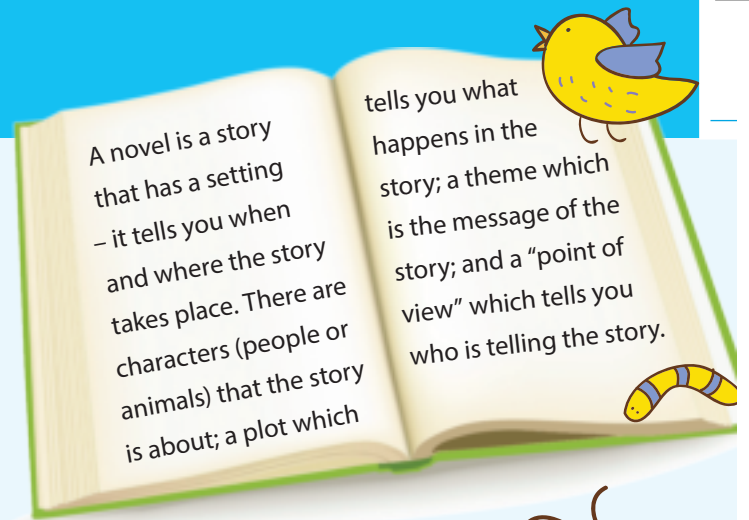 A novel is a story
that has a setting
– it tells you when
and where the story
takes place. There are
characters (people or
animals) that the story
is about; a plot which
tells you what
happens in the
story; a theme which
is the message of the
story; and a “point of
view” which tells you
who is telling the story.